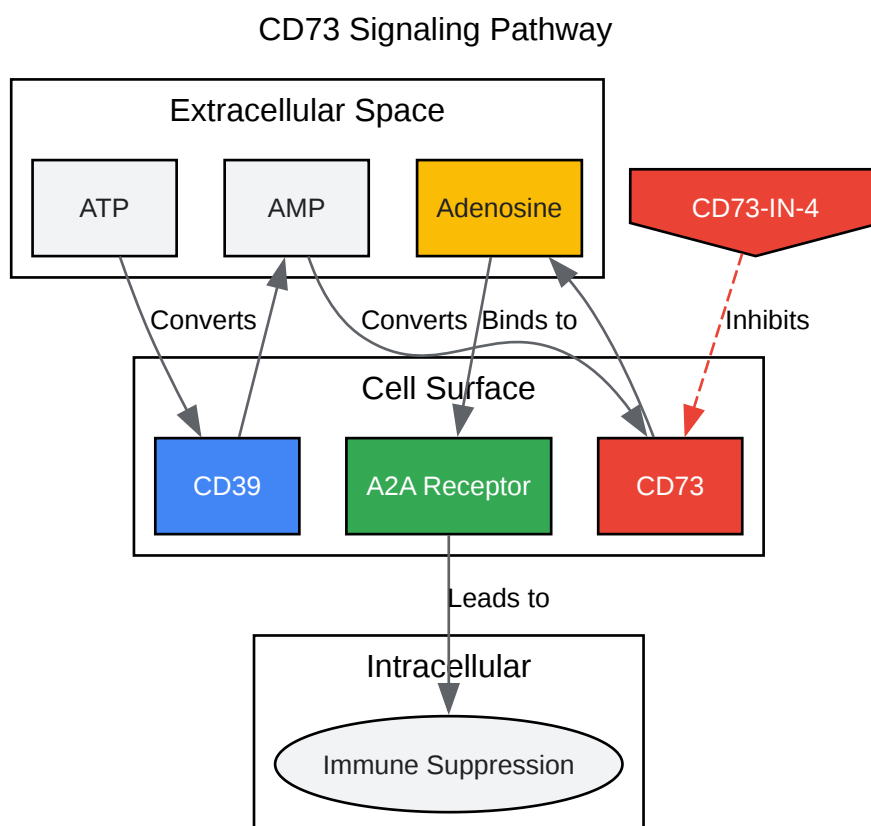 CD73 Signaling Pathway
Extracellular Space
ATP
AMP
Adenosine
CD73-IN-4
Converts
Converts
Binds to
Inhibits
Cell Surface
CD39
A2A Receptor
CD73
Leads to
Intracellular
Immune Suppression